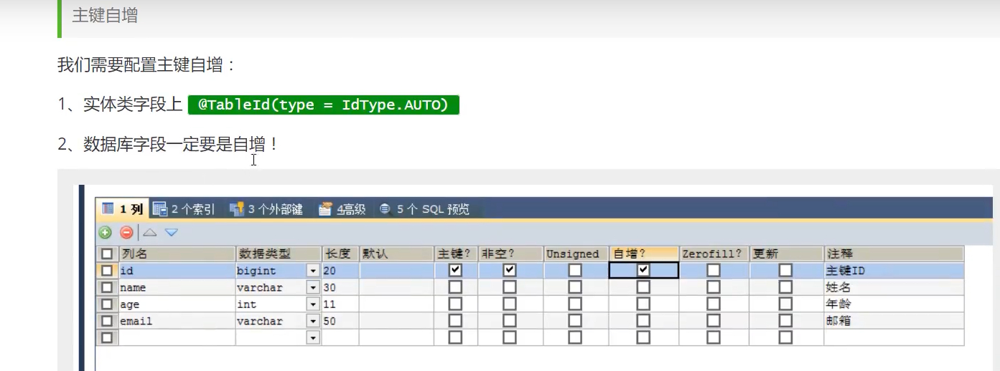 主键自增
我们需要配置主键自增：
1、实体类字段上 @TableId(type = IdType.AUTO)
2、数据库字段一定要是自增！
1 列 2 个索引 3 个外部键 4高级 5 个 SQL 预览
列名 数据类型 长度 默认 主键? 非空? Unsigned 自增? Zerofill? 更新 注释
id bigint 20 主键ID
name varchar 30 姓名
age int 11 年龄
email varchar 50 邮箱